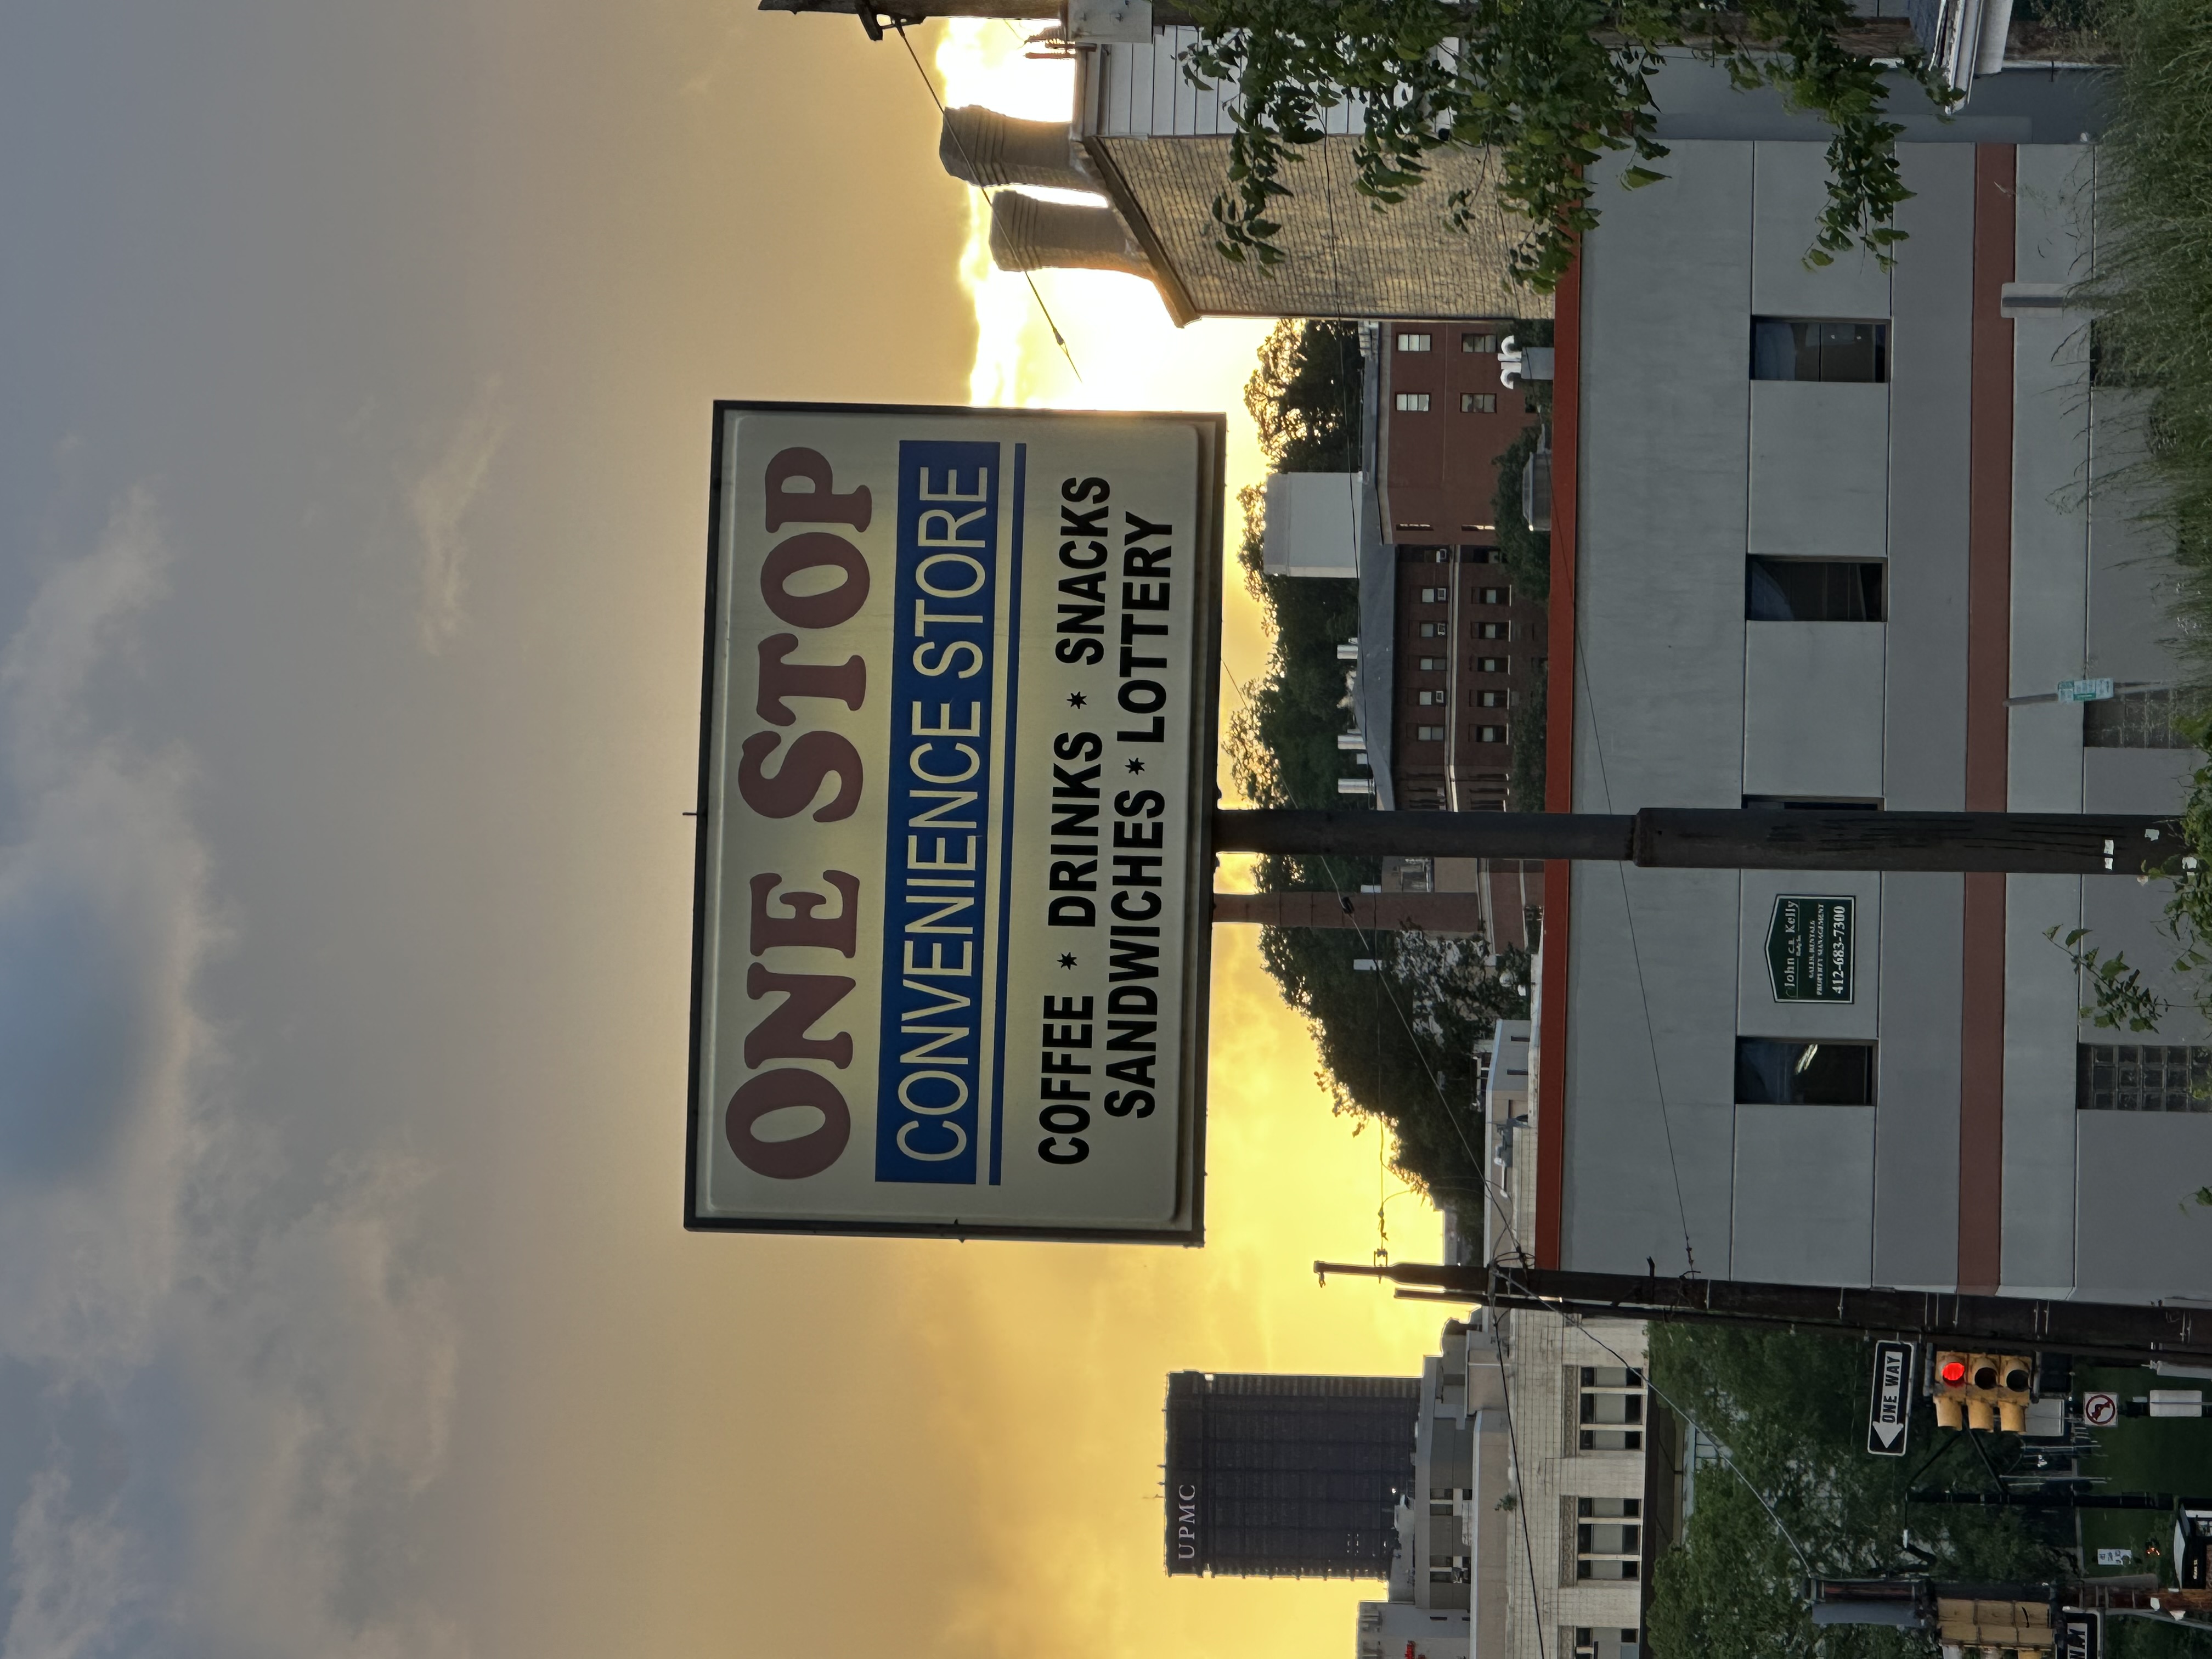 ONE STOP
CONVENIENCE STORE
COFFEE * DRINKS * SNACKS
SANDWICHES * LOTTERY
UPMC
John C.R. Kelly
SALES, RENTALS
PROPERTY MANAGEMENT
412-683-7300
ONE WAY